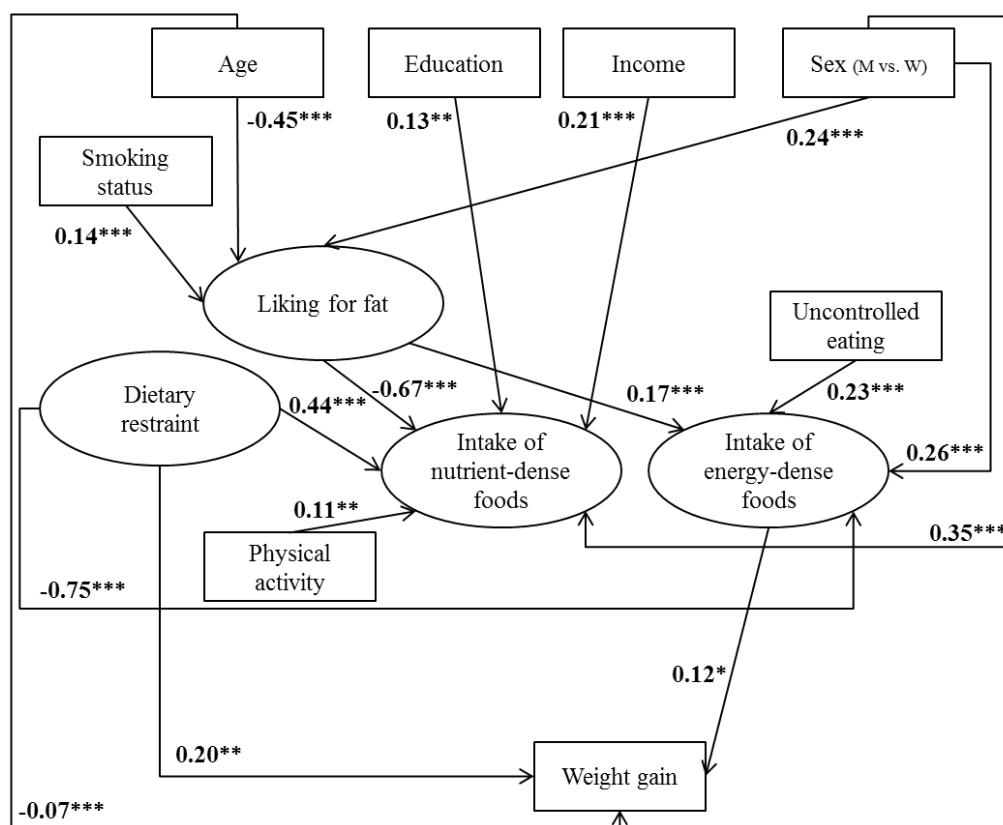 Age
Education
Income
Sex (M vs. W)
-0.45***
0.13**
0.21***
0.24***
Smoking
status
0.14***
Liking for fat
Uncontrolled
eating
Dietary
restraint
0.44***
-0.67***
0.17***
0.23***
Intake of
nutrient-dense
foods
Intake of
energy-dense
foods
0.26***
0.11**
Physical
activity
0.35***
-0.75***
0.12*
0.20**
Weight gain
-0.07***